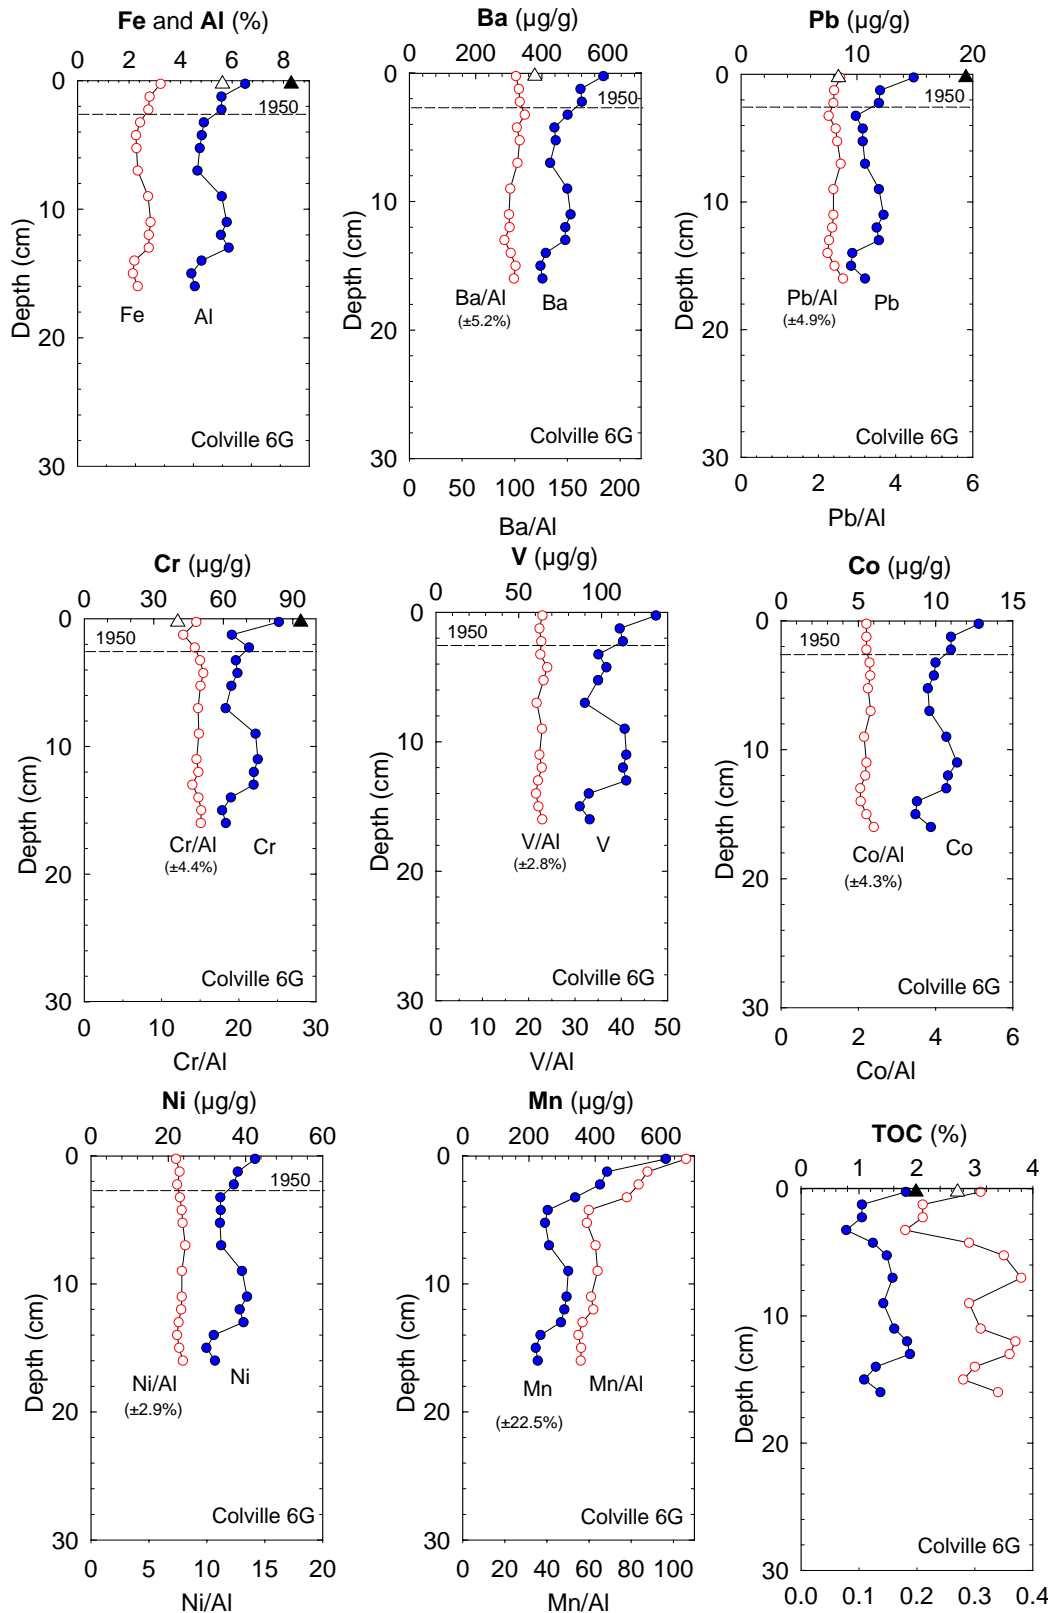 Fe and Al (%)
0 2 4 6 8
0
10
20
30
Depth (cm)
1950
Fe
Al
Colville 6G
Ba (µg/g)
0 200 400 600
0
10
20
30
Depth (cm)
1950
Ba/Al
(±5.2%)
Ba
Colville 6G
0 50 100 150 200
Ba/Al
Pb (µg/g)
0 10 20
0
10
20
30
Depth (cm)
1950
Pb/Al
(±4.9%)
Pb
Colville 6G
0 2 4 6
Pb/Al
Cr (µg/g)
0 30 60 90
0
10
20
30
Depth (cm)
1950
Cr/Al
(±4.4%)
Cr
Colville 6G
0 10 20 30
Cr/Al
V (µg/g)
0 50 100
0
10
20
30
Depth (cm)
1950
V/Al
(±2.8%)
V
Colville 6G
0 10 20 30 40 50
V/Al
Co (µg/g)
0 5 10 15
0
10
20
30
Depth (cm)
1950
Co/Al
(±4.3%)
Co
Colville 6G
0 2 4 6
Co/Al
Ni (µg/g)
0 20 40 60
0
10
20
30
Depth (cm)
1950
Ni/Al
(±2.9%)
Ni
Colville 6G
0 5 10 15 20
Ni/Al
Mn (µg/g)
0 200 400 600
0
10
20
30
Depth (cm)
Mn
Mn/Al
(±22.5%)
Colville 6G
0 20 40 60 80 100
Mn/Al
TOC (%)
0 1 2 3 4
0
10
20
30
Depth (cm)
Colville 6G
0.0 0.1 0.2 0.3 0.4